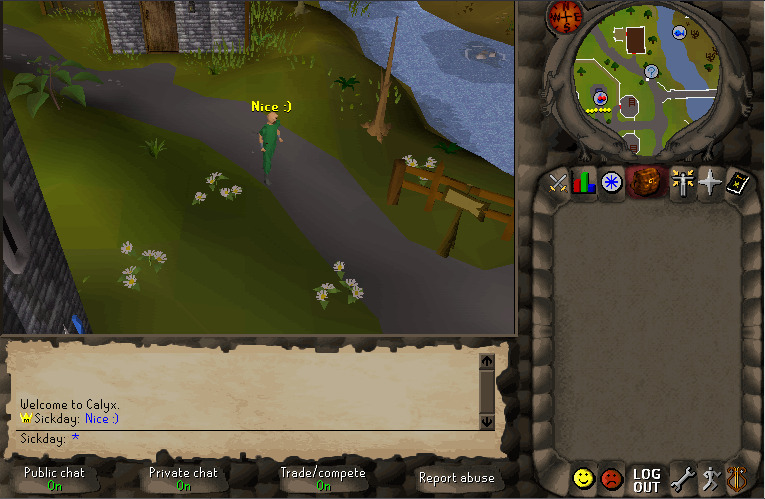 Nice :)
N
W E
S
Welcome to Calyx.
Sickday: Nice :)
Sickday: *
Public chat
On
Private chat
On
Trade/compete
On
Report abuse
LOG
OUT